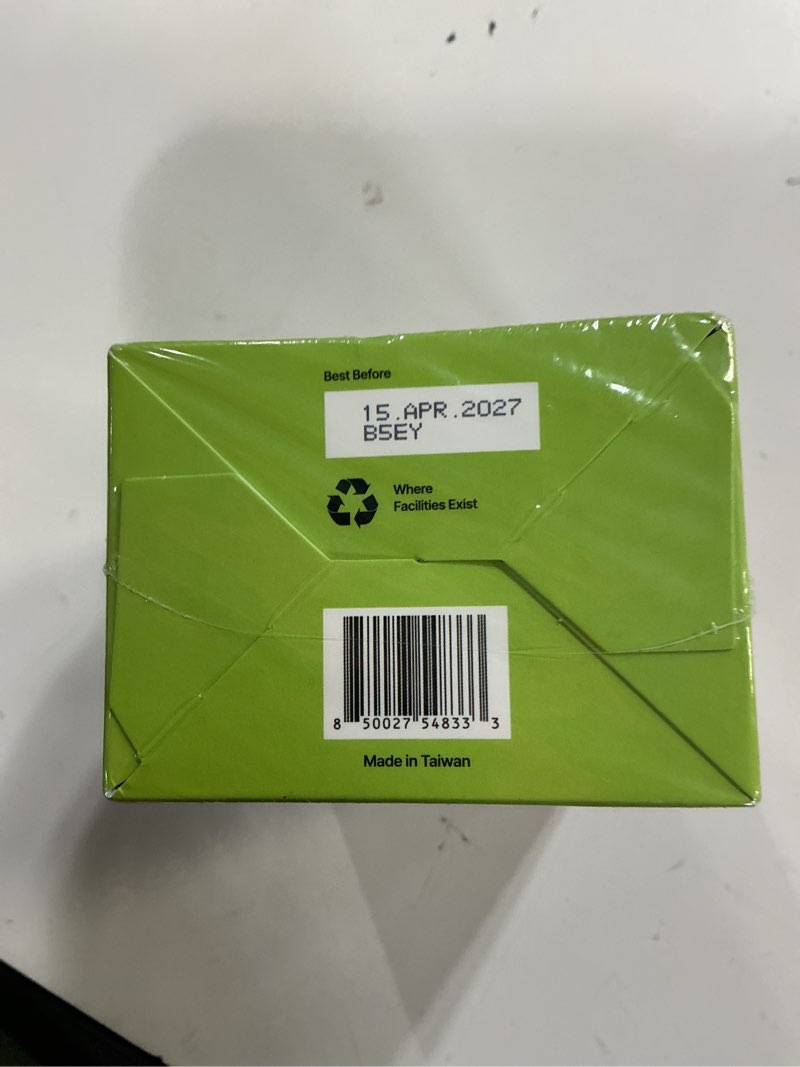 Best Before
15.APR.2027
B5EY
Where
Facilities Exist
8 50027 54833 3
Made in Taiwan